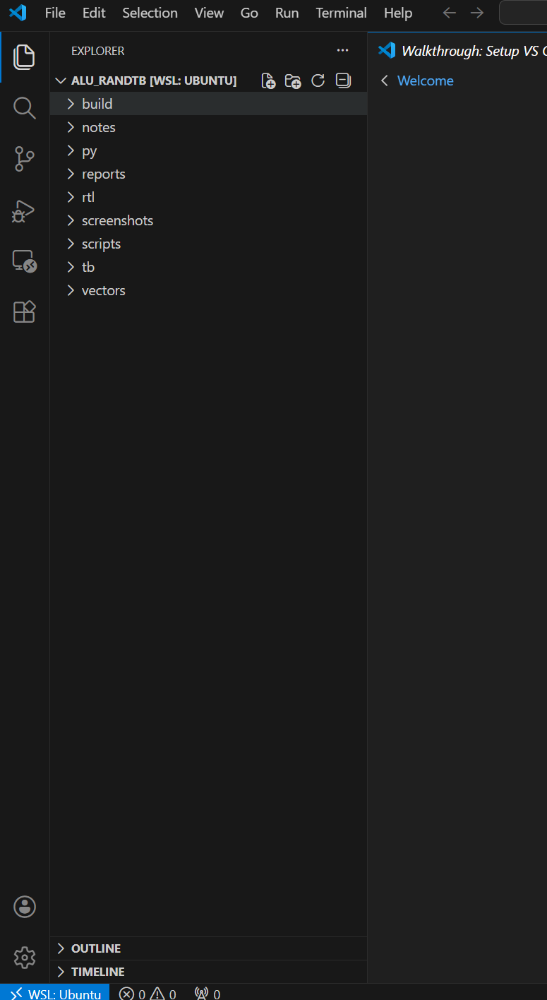 File Edit Selection View Go Run Terminal Help
EXPLORER
Walkthrough: Setup VS
ALU_RANDTB [WSL: UBUNTU]
Welcome
build
notes
py
reports
rtl
screenshots
scripts
tb
vectors
OUTLINE
TIMELINE
WSL: Ubuntu 0 0 0